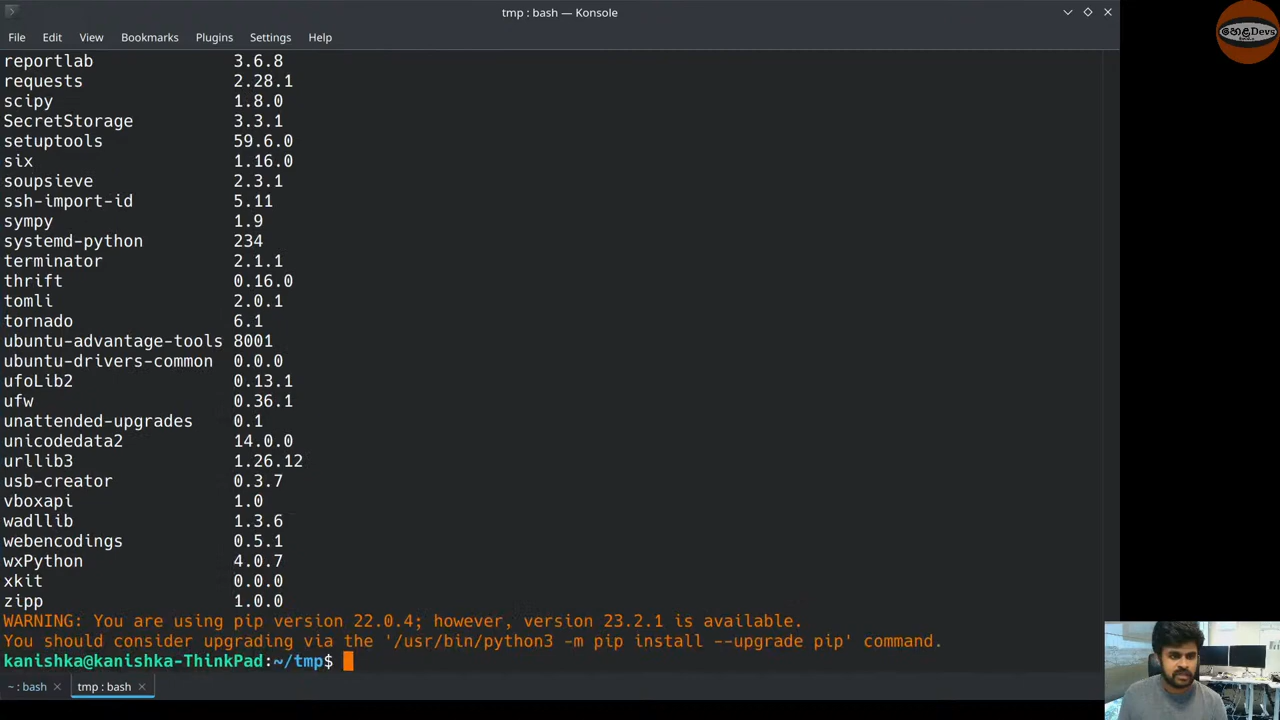 tmp : bash — Konsole
File Edit View Bookmarks Plugins Settings Help
හෙළDevs
reportlab 3.6.8
requests 2.28.1
scipy 1.8.0
SecretStorage 3.3.1
setuptools 59.6.0
six 1.16.0
soupsieve 2.3.1
ssh-import-id 5.11
sympy 1.9
systemd-python 234
terminator 2.1.1
thrift 0.16.0
tomli 2.0.1
tornado 6.1
ubuntu-advantage-tools 8001
ubuntu-drivers-common 0.0.0
ufoLib2 0.13.1
ufw 0.36.1
unattended-upgrades 0.1
unicodedata2 14.0.0
urllib3 1.26.12
usb-creator 0.3.7
vboxapi 1.0
wadllib 1.3.6
webencodings 0.5.1
wxPython 4.0.7
xkit 0.0.0
zipp 1.0.0
WARNING: You are using pip version 22.0.4; however, version 23.2.1 is available.
You should consider upgrading via the '/usr/bin/python3 -m pip install --upgrade pip' command.
kanishka@kanishka-ThinkPad:~/tmp$
~ : bash
tmp : bash